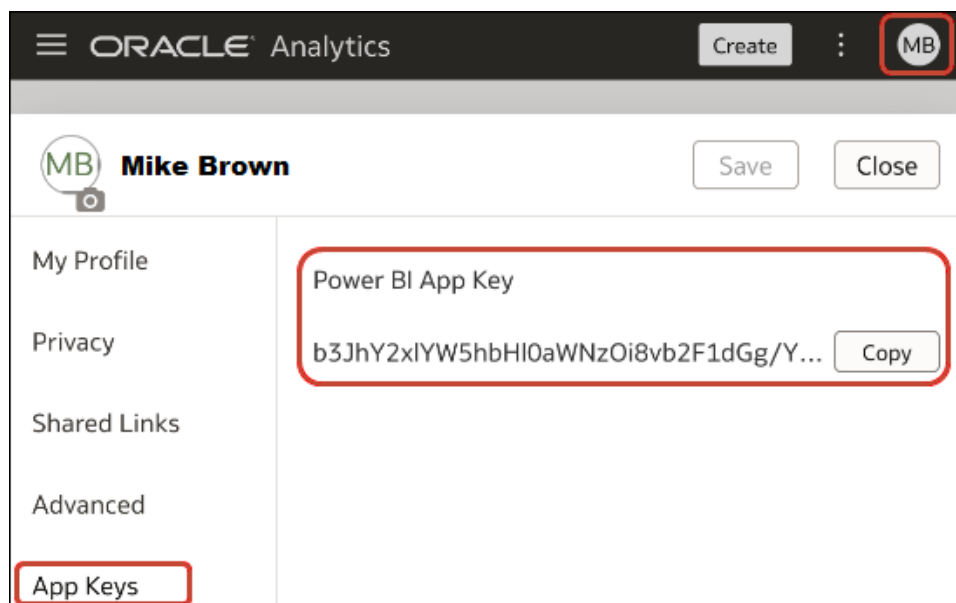 ORACLE Analytics Create MB
MB Mike Brown Save Close
My Profile
Power BI App Key
Privacy
b3JhY2xlYW5hbHl0aWNzOi8vb2F1dGg/Y... Copy
Shared Links
Advanced
App Keys